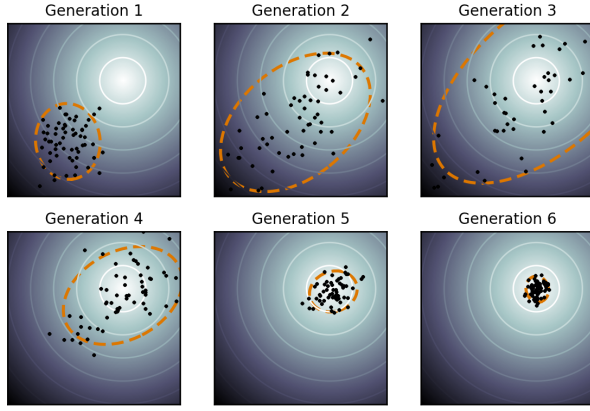 Generation 1
Generation 2
Generation 3
Generation 4
Generation 5
Generation 6